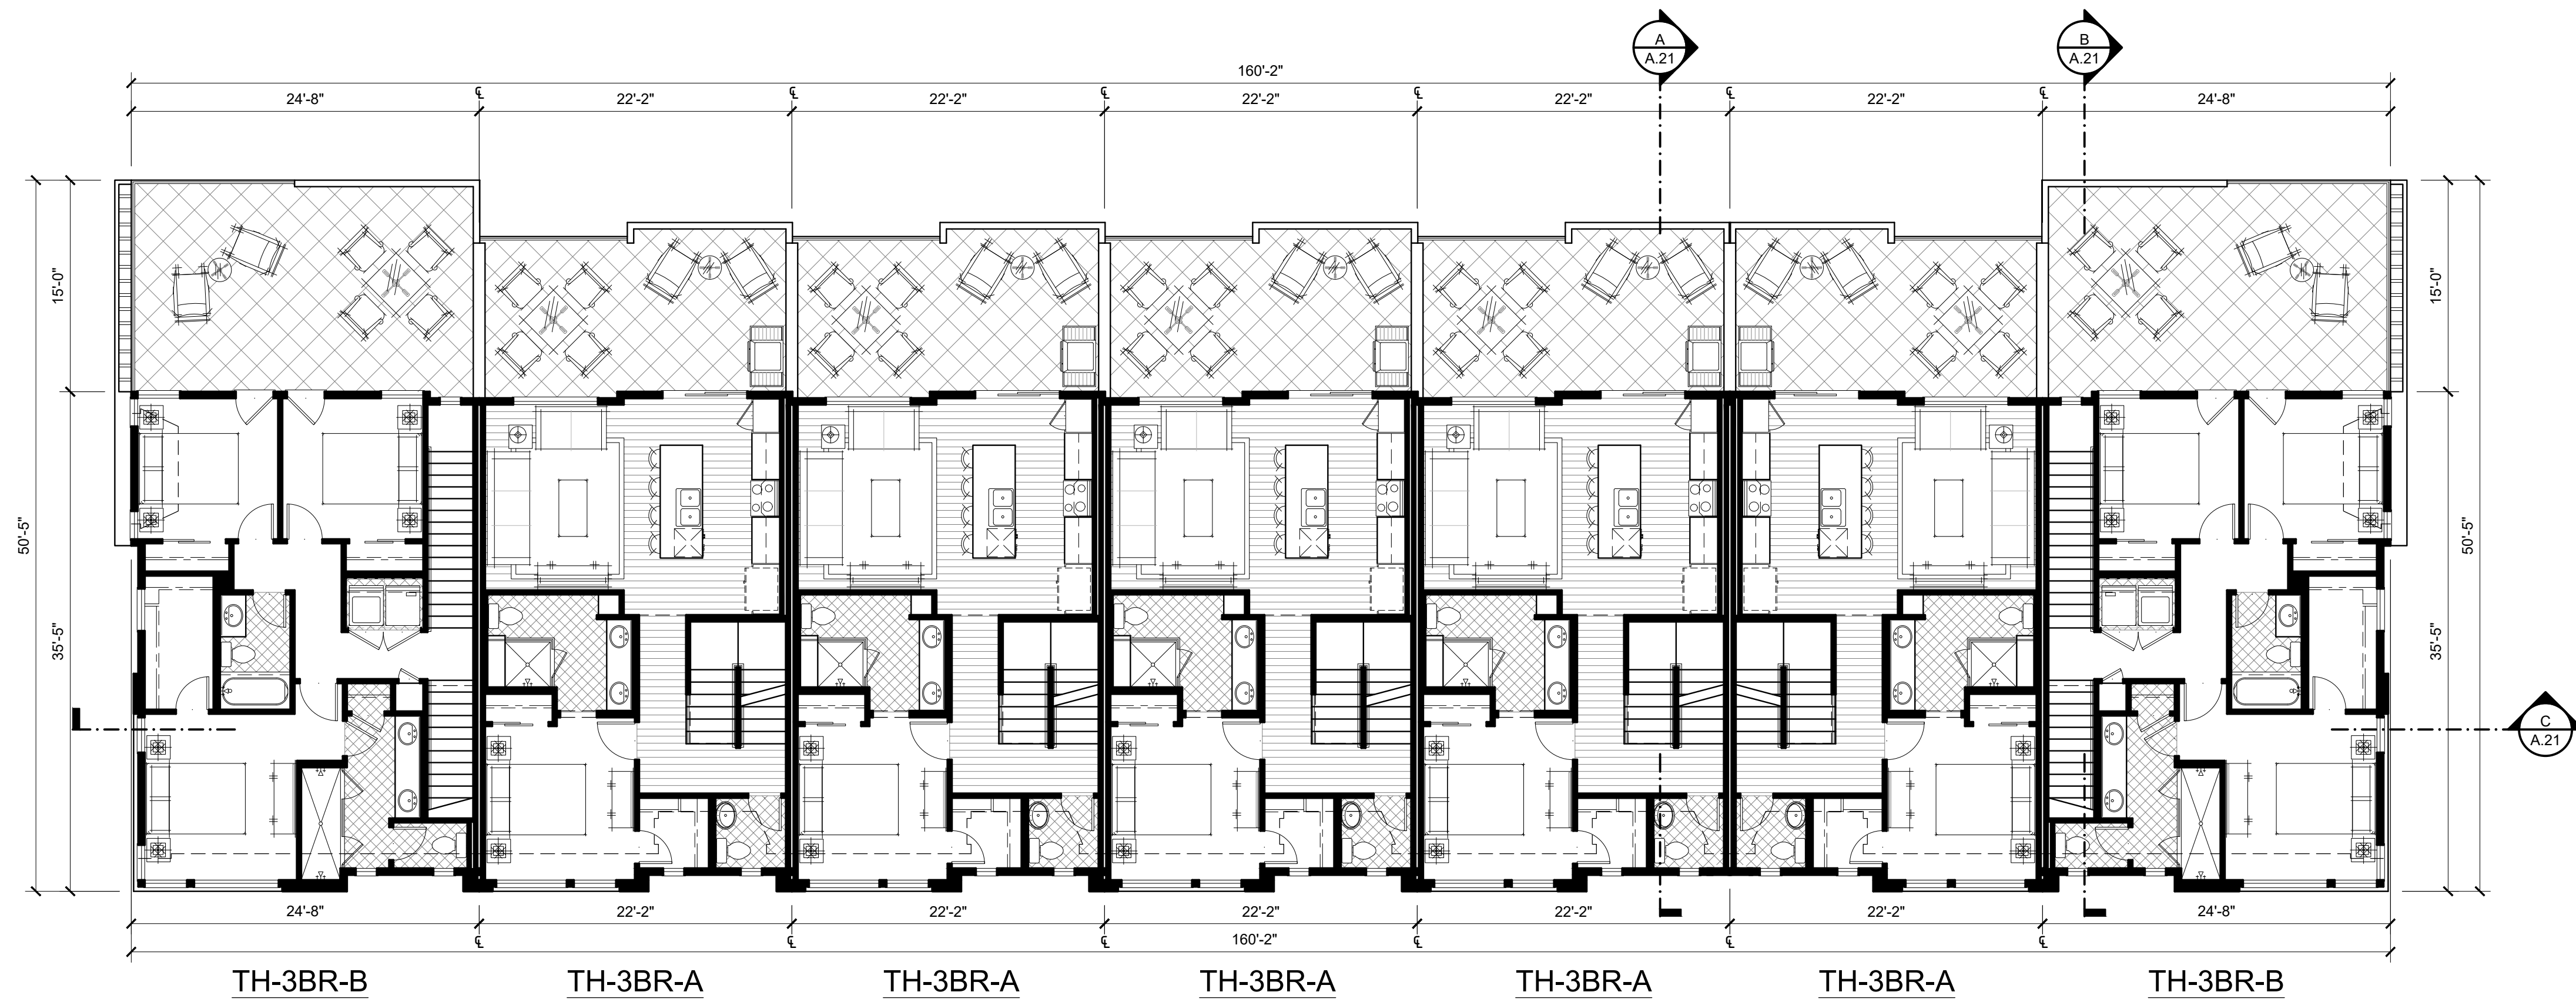 A
A.21
B
A.21
160'-2"
24'-8" ℄ 22'-2" ℄ 22'-2" ℄ 22'-2" ℄ 22'-2" ℄ 22'-2" ℄ 24'-8"
15'-0"
15'-0"
50'-5"
50'-5"
35'-5"
35'-5"
C
A.21
24'-8" 22'-2" 22'-2" 22'-2" 22'-2" 22'-2" 24'-8"
℄ ℄ 160'-2" ℄ ℄ ℄ ℄
TH-3BR-B TH-3BR-A TH-3BR-A TH-3BR-A TH-3BR-A TH-3BR-A TH-3BR-B